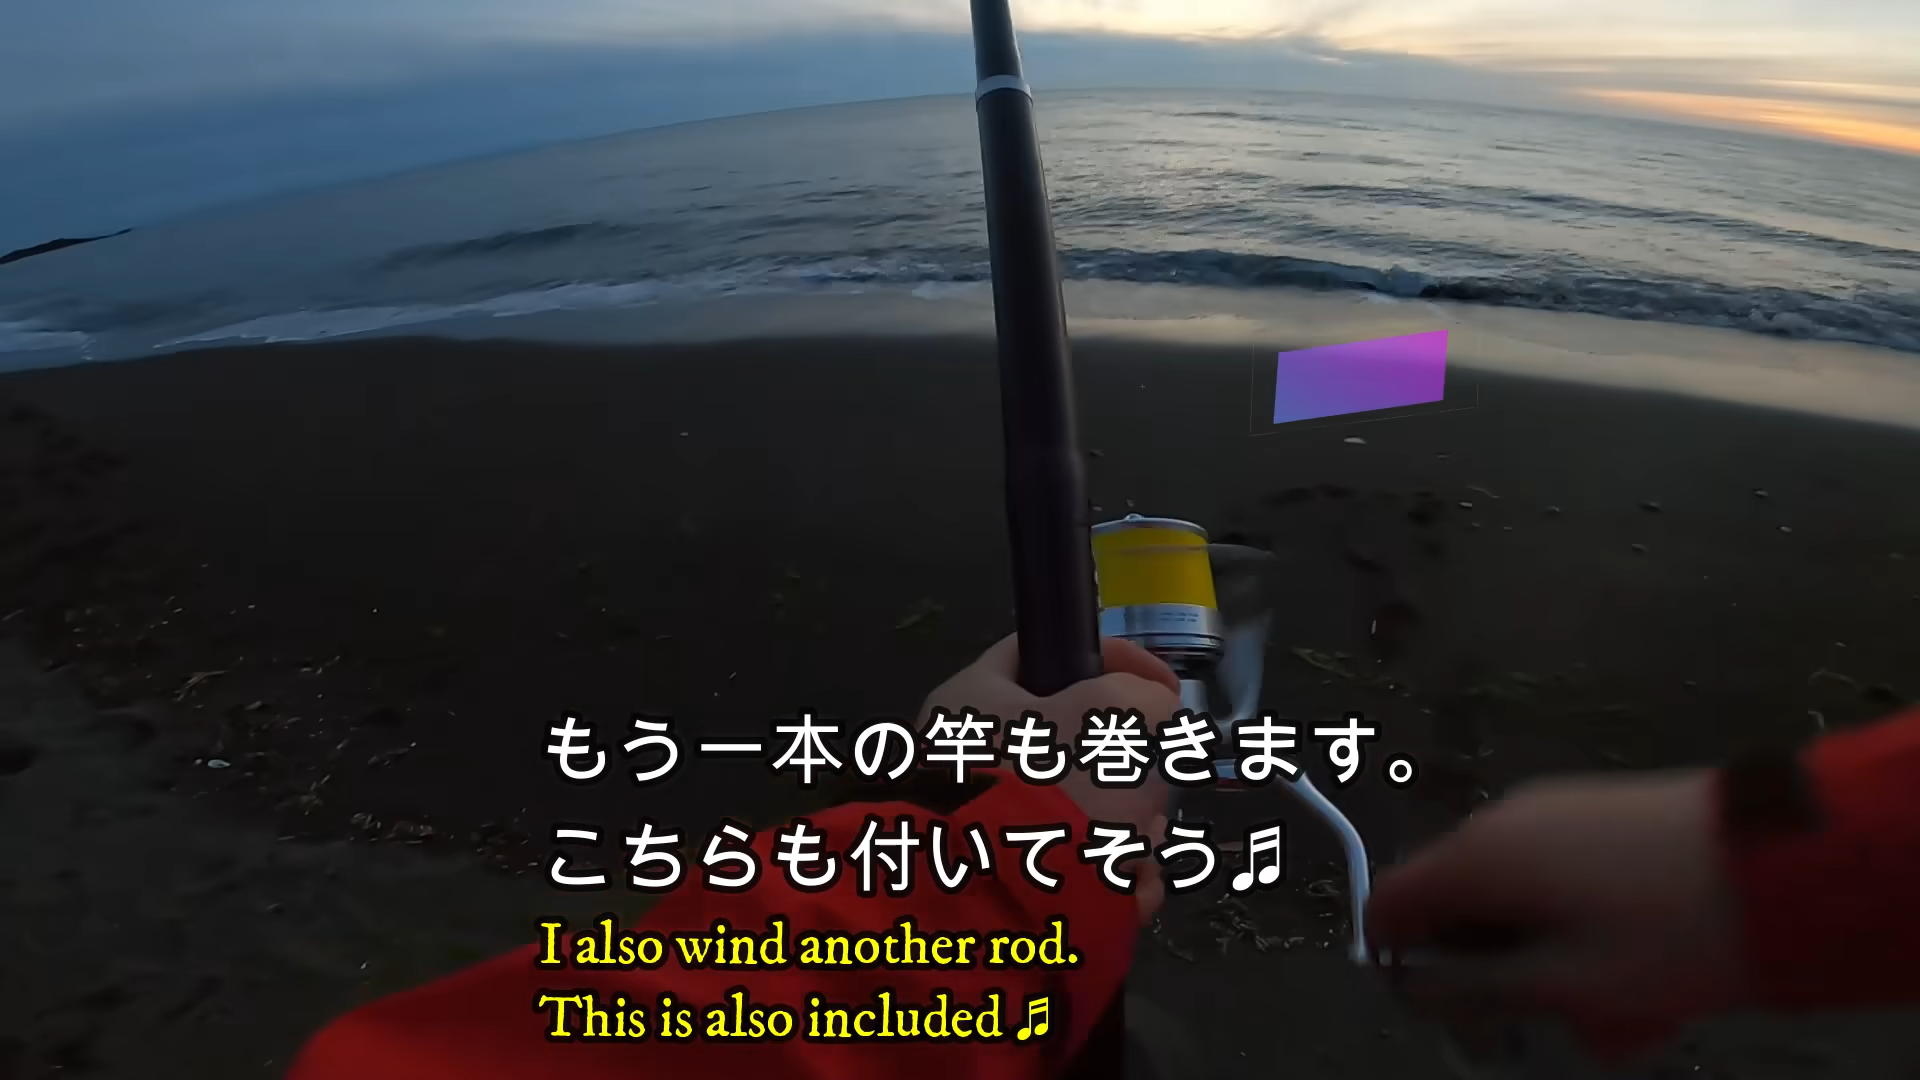 もう一本の竿も巻きます。
こちらも付いてそう♬
I also wind another rod.
This is also included ♬